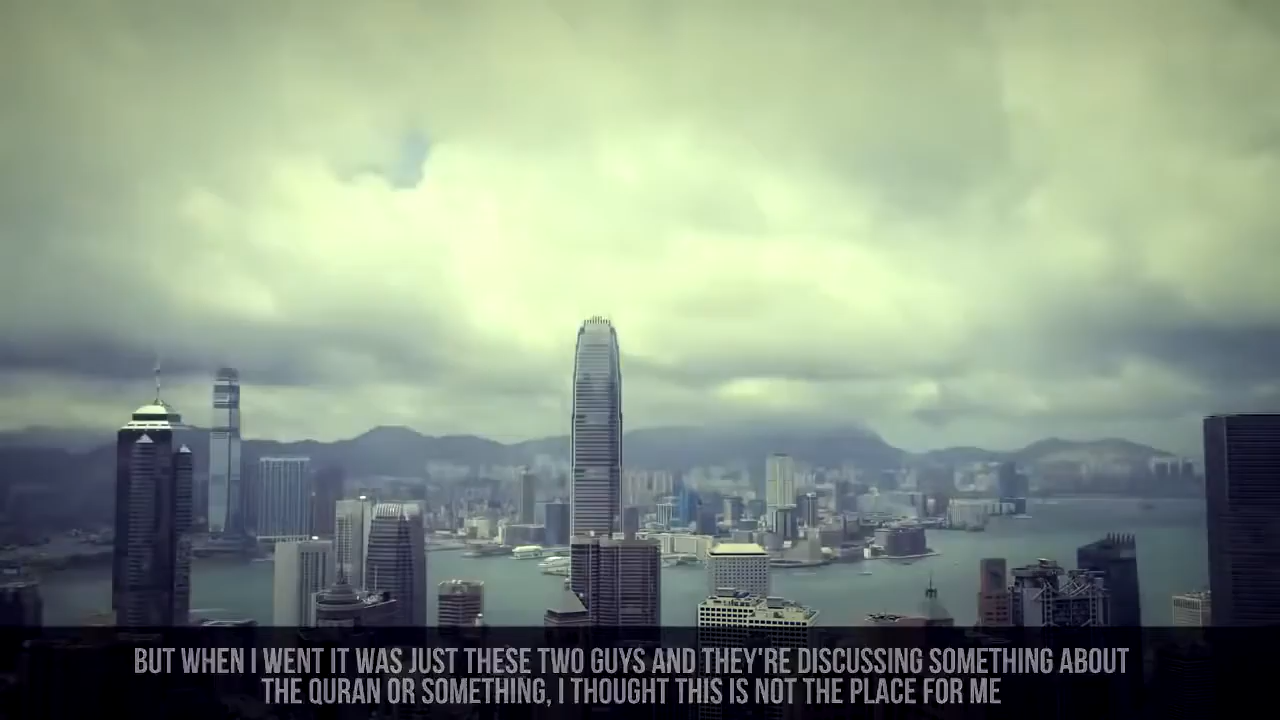 BUT WHEN I WENT IT WAS JUST THESE TWO GUYS AND THEY'RE DISCUSSING SOMETHING ABOUT
THE QURAN OR SOMETHING, I THOUGHT THIS IS NOT THE PLACE FOR ME